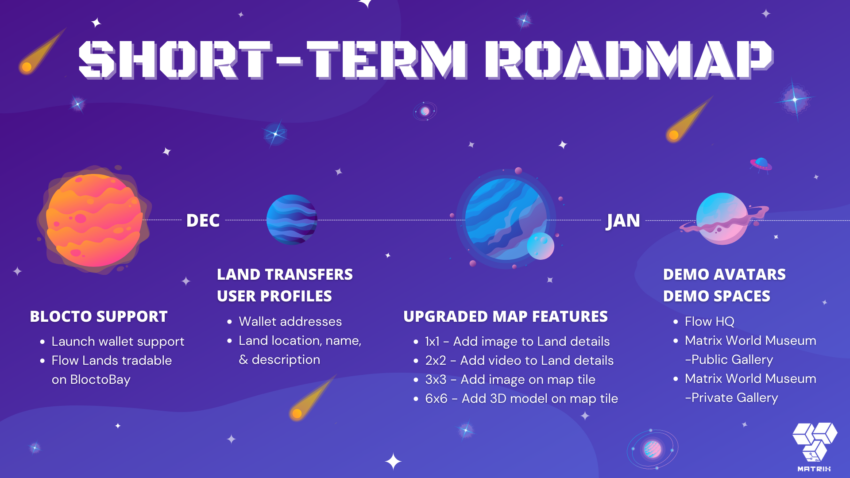 SHORT-TERM ROADMAP
DEC
JAN
BLOCTO SUPPORT
• Launch wallet support
• Flow Lands tradable
on BloctoBay
LAND TRANSFERS
USER PROFILES
• Wallet addresses
• Land location, name,
& description
UPGRADED MAP FEATURES
• 1x1 - Add image to Land details
• 2x2 - Add video to Land details
• 3x3 - Add image on map tile
• 6x6 - Add 3D model on map tile
DEMO AVATARS
DEMO SPACES
• Flow HQ
• Matrix World Museum
-Public Gallery
• Matrix World Museum
-Private Gallery
MATRIX